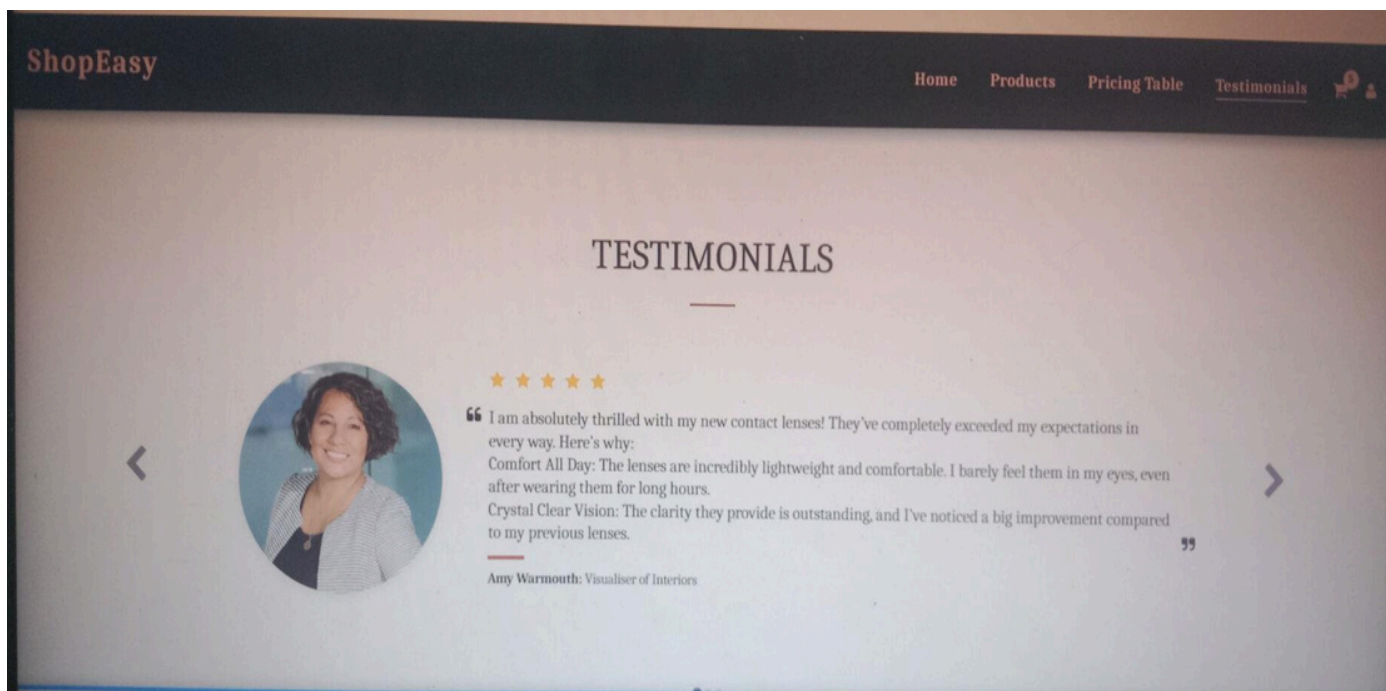 ShopEasy
Home Products Pricing Table Testimonials
TESTIMONIALS
❝ I am absolutely thrilled with my new contact lenses! They've completely exceeded my expectations in
every way. Here's why:
Comfort All Day: The lenses are incredibly lightweight and comfortable. I barely feel them in my eyes, even
after wearing them for long hours.
Crystal Clear Vision: The clarity they provide is outstanding, and I've noticed a big improvement compared
to my previous lenses. ❞
Amy Warmouth: Visualiser of Interiors